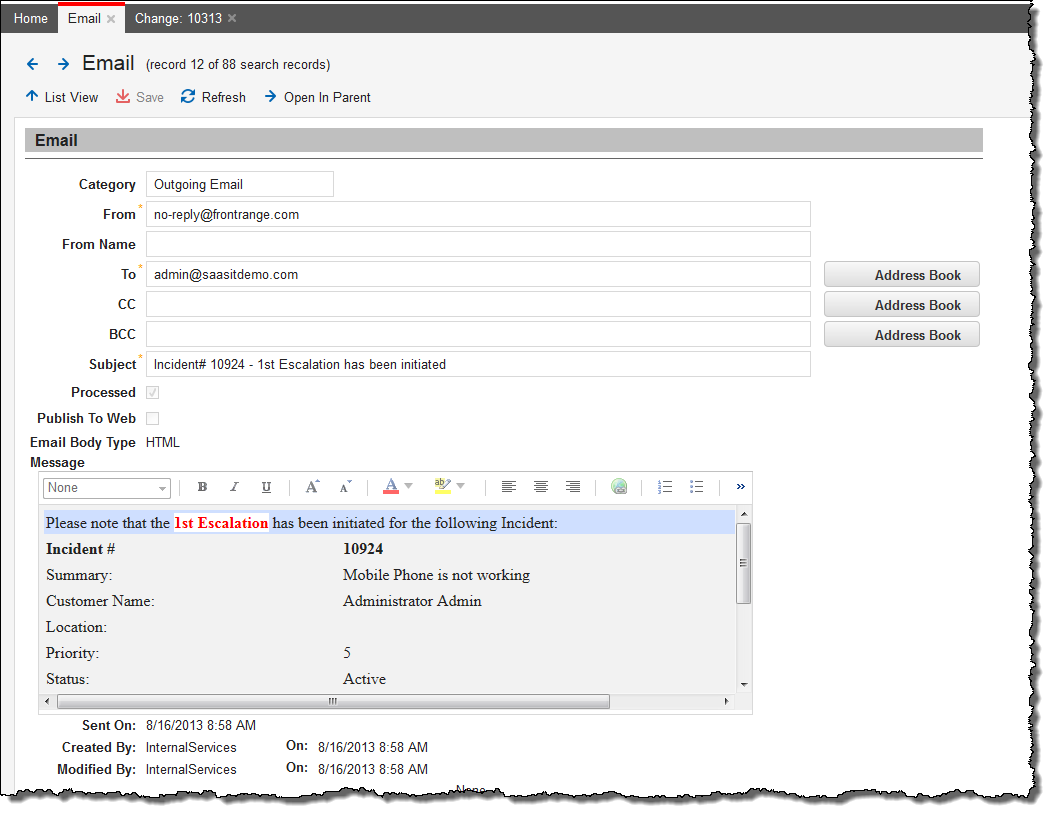 Home Email Change: 10313
Email (record 12 of 88 search records)
List View Save Refresh Open In Parent
Email
Category Outgoing Email
From * no-reply@frontrange.com
From Name
To * admin@saasitdemo.com Address Book
CC Address Book
BCC Address Book
Subject * Incident# 10924 - 1st Escalation has been initiated
Processed
Publish To Web
Email Body Type HTML
Message
None B I U A A A ab »
Please note that the 1st Escalation has been initiated for the following Incident:
Incident # 10924
Summary: Mobile Phone is not working
Customer Name: Administrator Admin
Location:
Priority: 5
Status: Active
Sent On: 8/16/2013 8:58 AM
Created By: InternalServices On: 8/16/2013 8:58 AM
Modified By: InternalServices On: 8/16/2013 8:58 AM
None